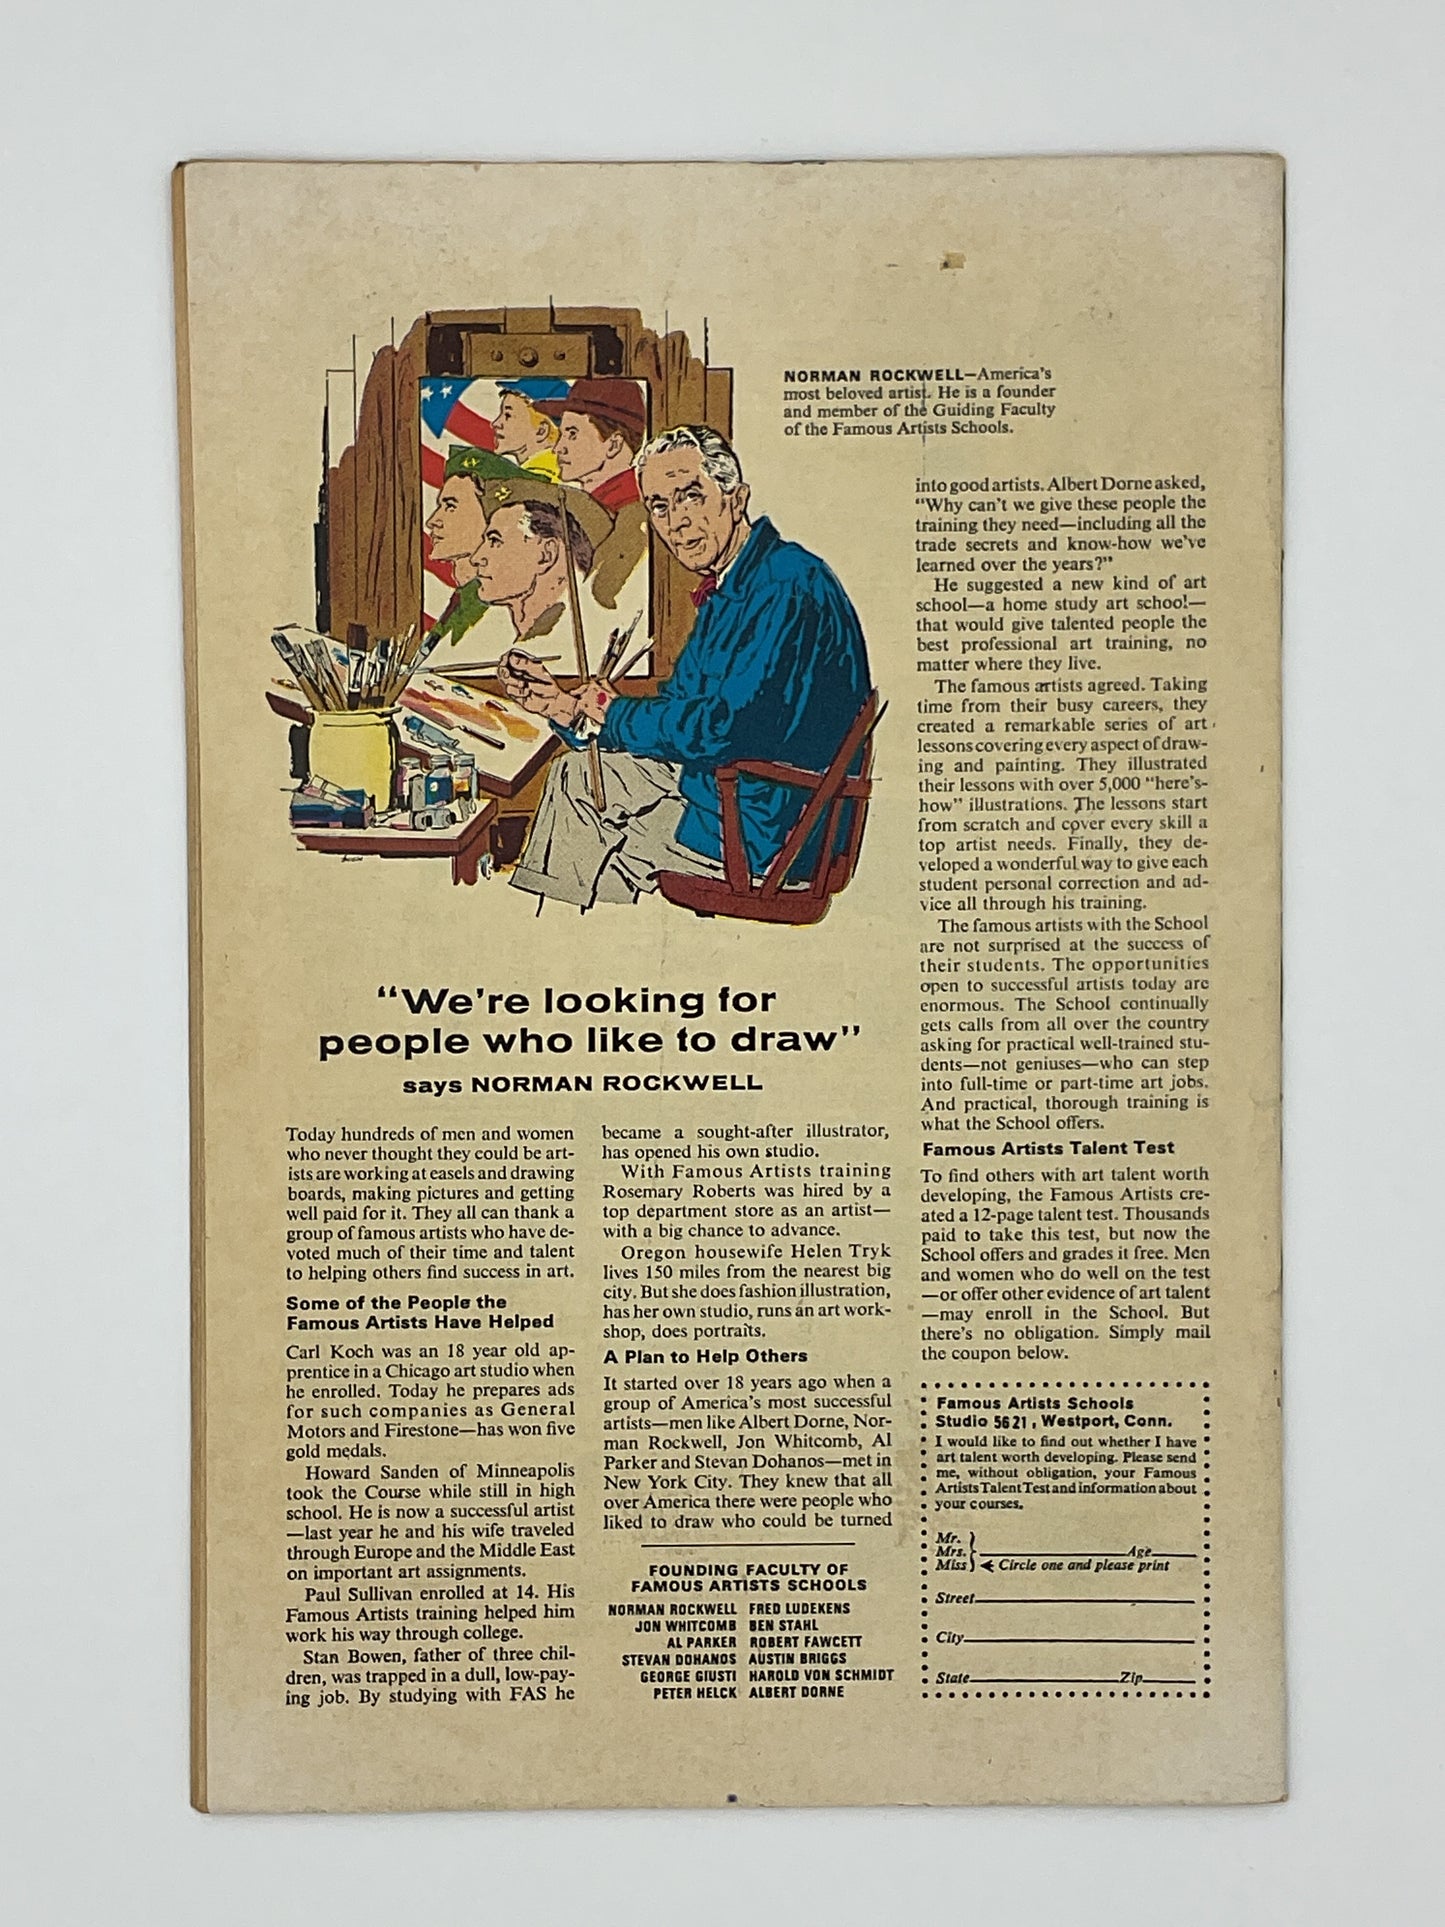 NORMAN ROCKWELL—America's
most beloved artist. He is a founder
and member of the Guiding Faculty
of the Famous Artists Schools.
"We're looking for
people who like to draw"
says NORMAN ROCKWELL
Today hundreds of men and women
who never thought they could be art-
ists are working at easels and drawing
boards, making pictures and getting
well paid for it. They all can thank a
group of famous artists who have de-
voted much of their time and talent
to helping others find success in art.
Some of the People the
Famous Artists Have Helped
Carl Koch was an 18 year old ap-
prentice in a Chicago art studio when
he enrolled. Today he prepares ads
for such companies as General
Motors and Firestone—has won five
gold medals.
Howard Sanden of Minneapolis
took the Course while still in high
school. He is now a successful artist
—last year he and his wife traveled
through Europe and the Middle East
on important art assignments.
Paul Sullivan enrolled at 14. His
Famous Artists training helped him
work his way through college.
Stan Bowen, father of three chil-
dren, was trapped in a dull, low-pay-
ing job. By studying with FAS he
became a sought-after illustrator,
has opened his own studio.
With Famous Artists training
Rosemary Roberts was hired by a
top department store as an artist—
with a big chance to advance.
Oregon housewife Helen Tryk
lives 150 miles from the nearest big
city. But she does fashion illustration,
has her own studio, runs an art work-
shop, does portraits.
A Plan to Help Others
It started over 18 years ago when a
group of America's most successful
artists—men like Albert Dorne, Nor-
man Rockwell, Jon Whitcomb, Al
Parker and Stevan Dohanos—met in
New York City. They knew that all
over America there were people who
liked to draw who could be turned
FOUNDING FACULTY OF
FAMOUS ARTISTS SCHOOLS
NORMAN ROCKWELL FRED LUDEKENS
JON WHITCOMB BEN STAHL
AL PARKER ROBERT FAWCETT
STEVAN DOHANOS AUSTIN BRIGGS
GEORGE GIUSTI HAROLD VON SCHMIDT
PETER HELCK ALBERT DORNE
into good artists. Albert Dorne asked,
"Why can't we give these people the
training they need—including all the
trade secrets and know-how we've
learned over the years?"
He suggested a new kind of art
school—a home study art school—
that would give talented people the
best professional art training, no
matter where they live.
The famous artists agreed. Taking
time from their busy careers, they
created a remarkable series of art
lessons covering every aspect of draw-
ing and painting. They illustrated
their lessons with over 5,000 "here's-
how" illustrations. The lessons start
from scratch and cover every skill a
top artist needs. Finally, they de-
veloped a wonderful way to give each
student personal correction and ad-
vice all through his training.
The famous artists with the School
are not surprised at the success of
their students. The opportunities
open to successful artists today are
enormous. The School continually
gets calls from all over the country
asking for practical well-trained stu-
dents—not geniuses—who can step
into full-time or part-time art jobs.
And practical, thorough training is
what the School offers.
Famous Artists Talent Test
To find others with art talent worth
developing, the Famous Artists cre-
ated a 12-page talent test. Thousands
paid to take this test, but now the
School offers and grades it free. Men
and women who do well on the test
—or offer other evidence of art talent
—may enroll in the School. But
there's no obligation. Simply mail
the coupon below.
Famous Artists Schools
Studio 5621, Westport, Conn.
I would like to find out whether I have
art talent worth developing. Please send
me, without obligation, your Famous
Artists Talent Test and information about
your courses.
Mr.
Mrs. Age
Miss Circle one and please print
Street
City
State Zip